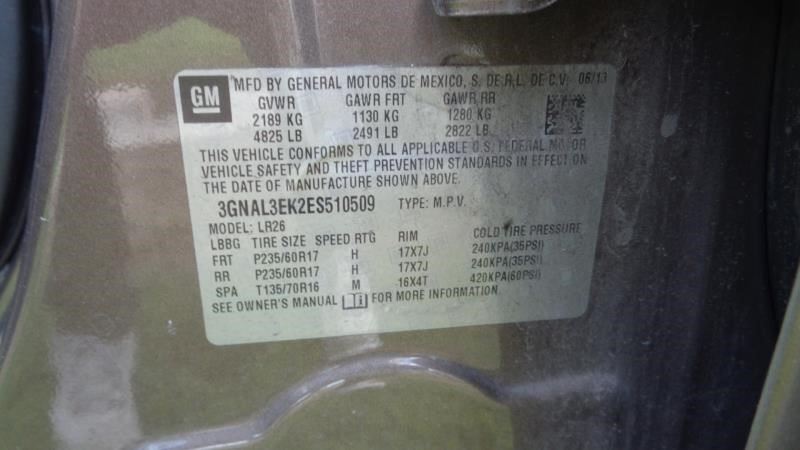 GM
MFD BY GENERAL MOTORS DE MEXICO, S. DE R.L. DE C.V. 06/13
GVWR GAWR FRT GAWR RR
2189 KG 1130 KG 1280 KG
4825 LB 2491 LB 2822 LB
THIS VEHICLE CONFORMS TO ALL APPLICABLE U.S. FEDERAL MOTOR
VEHICLE SAFETY AND THEFT PREVENTION STANDARDS IN EFFECT ON
THE DATE OF MANUFACTURE SHOWN ABOVE.
3GNAL3EK2ES510509 TYPE: M.P.V.
MODEL: LR26
LBBG TIRE SIZE SPEED RTG RIM COLD TIRE PRESSURE
FRT P235/60R17 H 17X7J 240KPA(35PSI)
RR P235/60R17 H 17X7J 240KPA(35PSI)
SPA T135/70R16 M 16X4T 420KPA(60PSI)
SEE OWNER'S MANUAL FOR MORE INFORMATION.